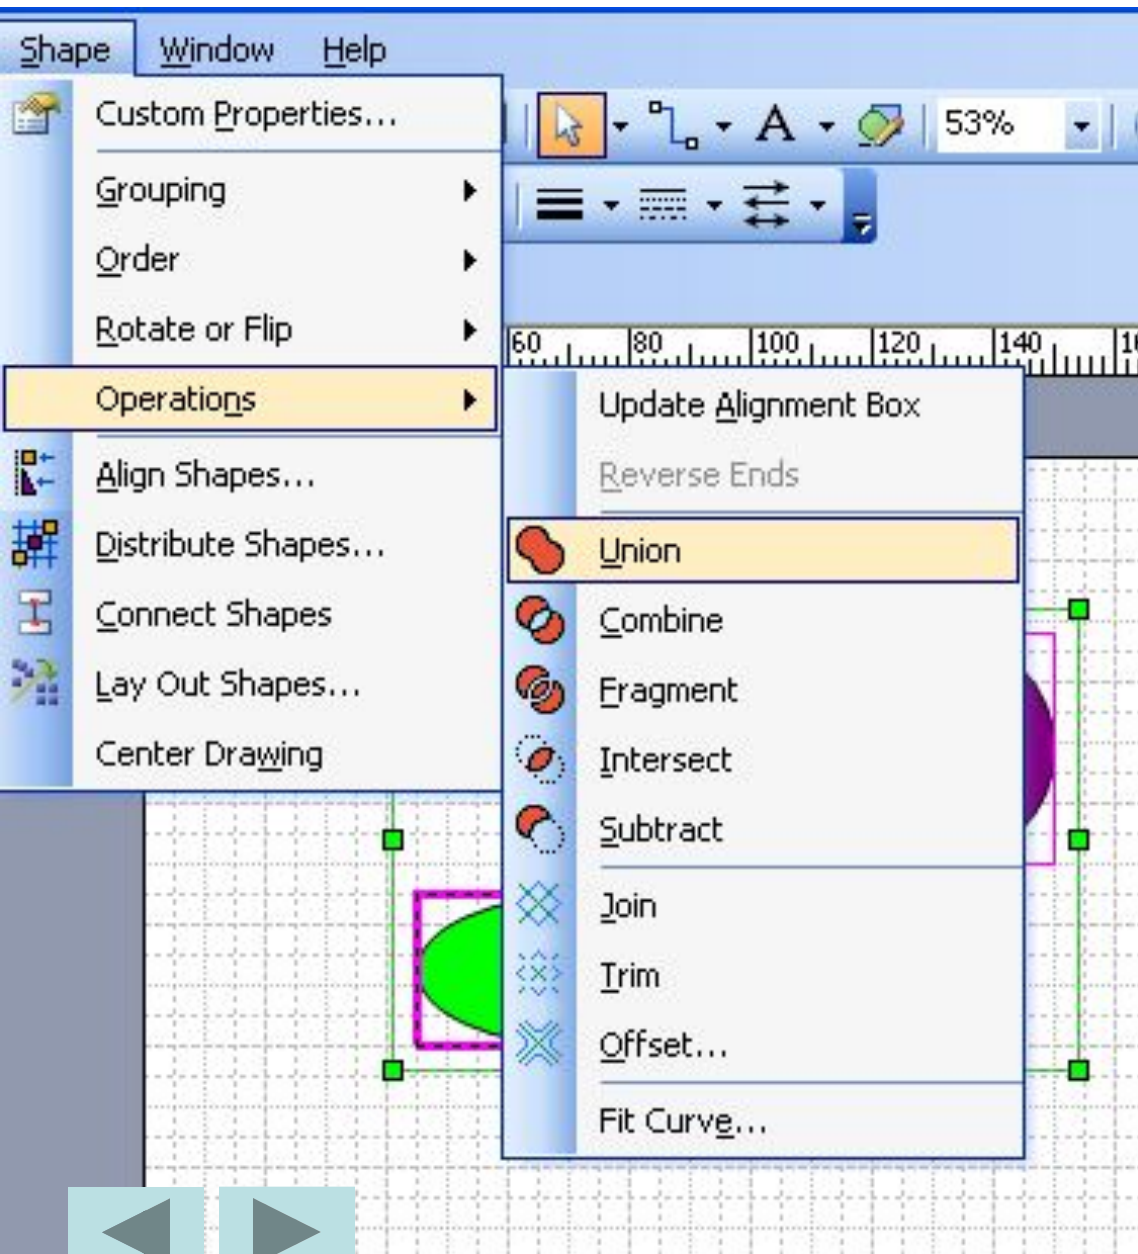 Shape Window Help
Custom Properties...
53%
Grouping
Order
Rotate or Flip
60 80 100 120 140
Operations
Update Alignment Box
Align Shapes...
Reverse Ends
Distribute Shapes...
Union
Connect Shapes
Combine
Lay Out Shapes...
Fragment
Center Drawing
Intersect
Subtract
Join
Trim
Offset...
Fit Curve...